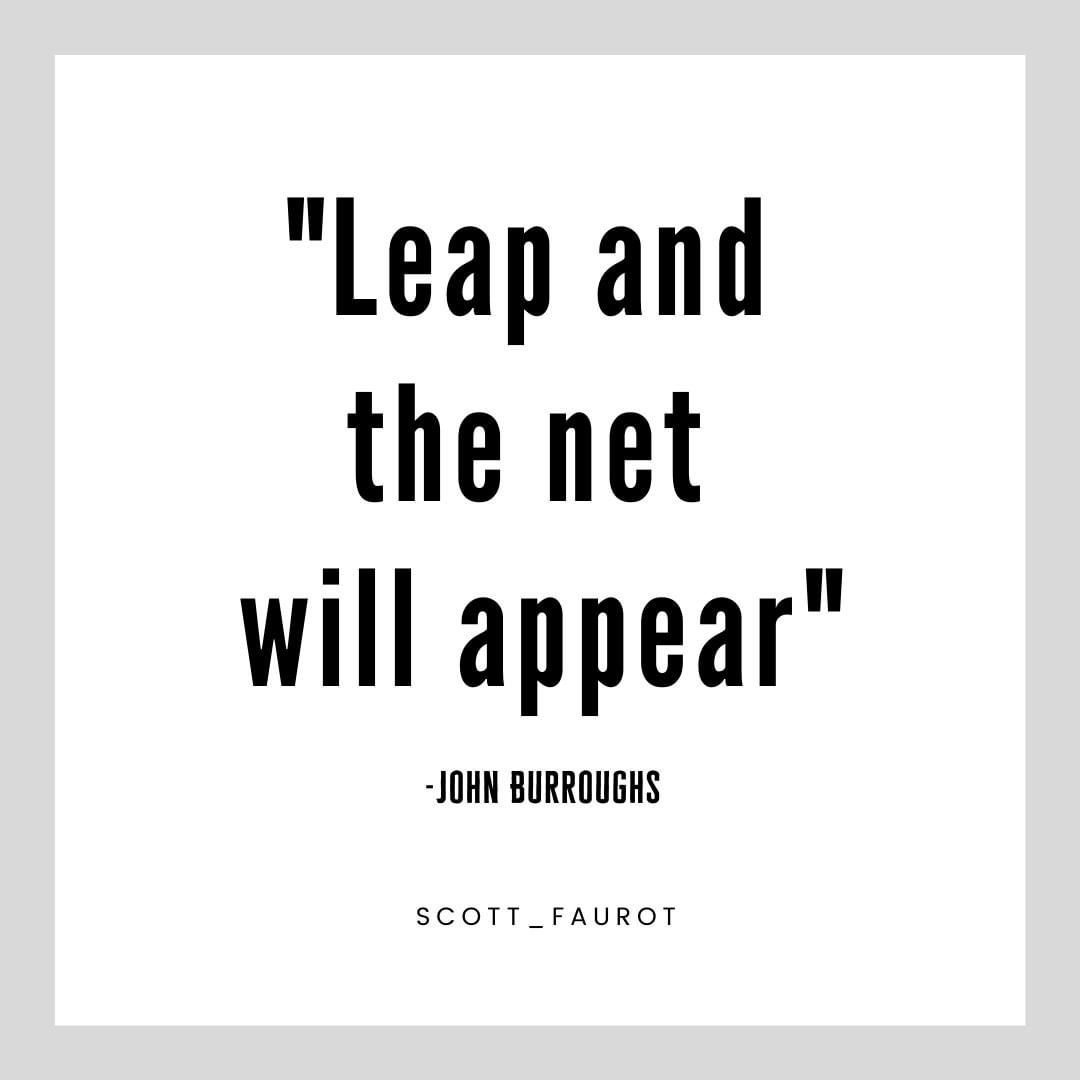 "Leap and
the net
will appear"
-JOHN BURROUGHS
SCOTT_FAUROT